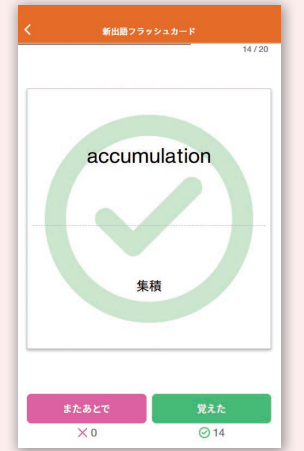 新出語フラッシュカード
14 / 20
accumulation
集積
またあとで
覚えた
0
14